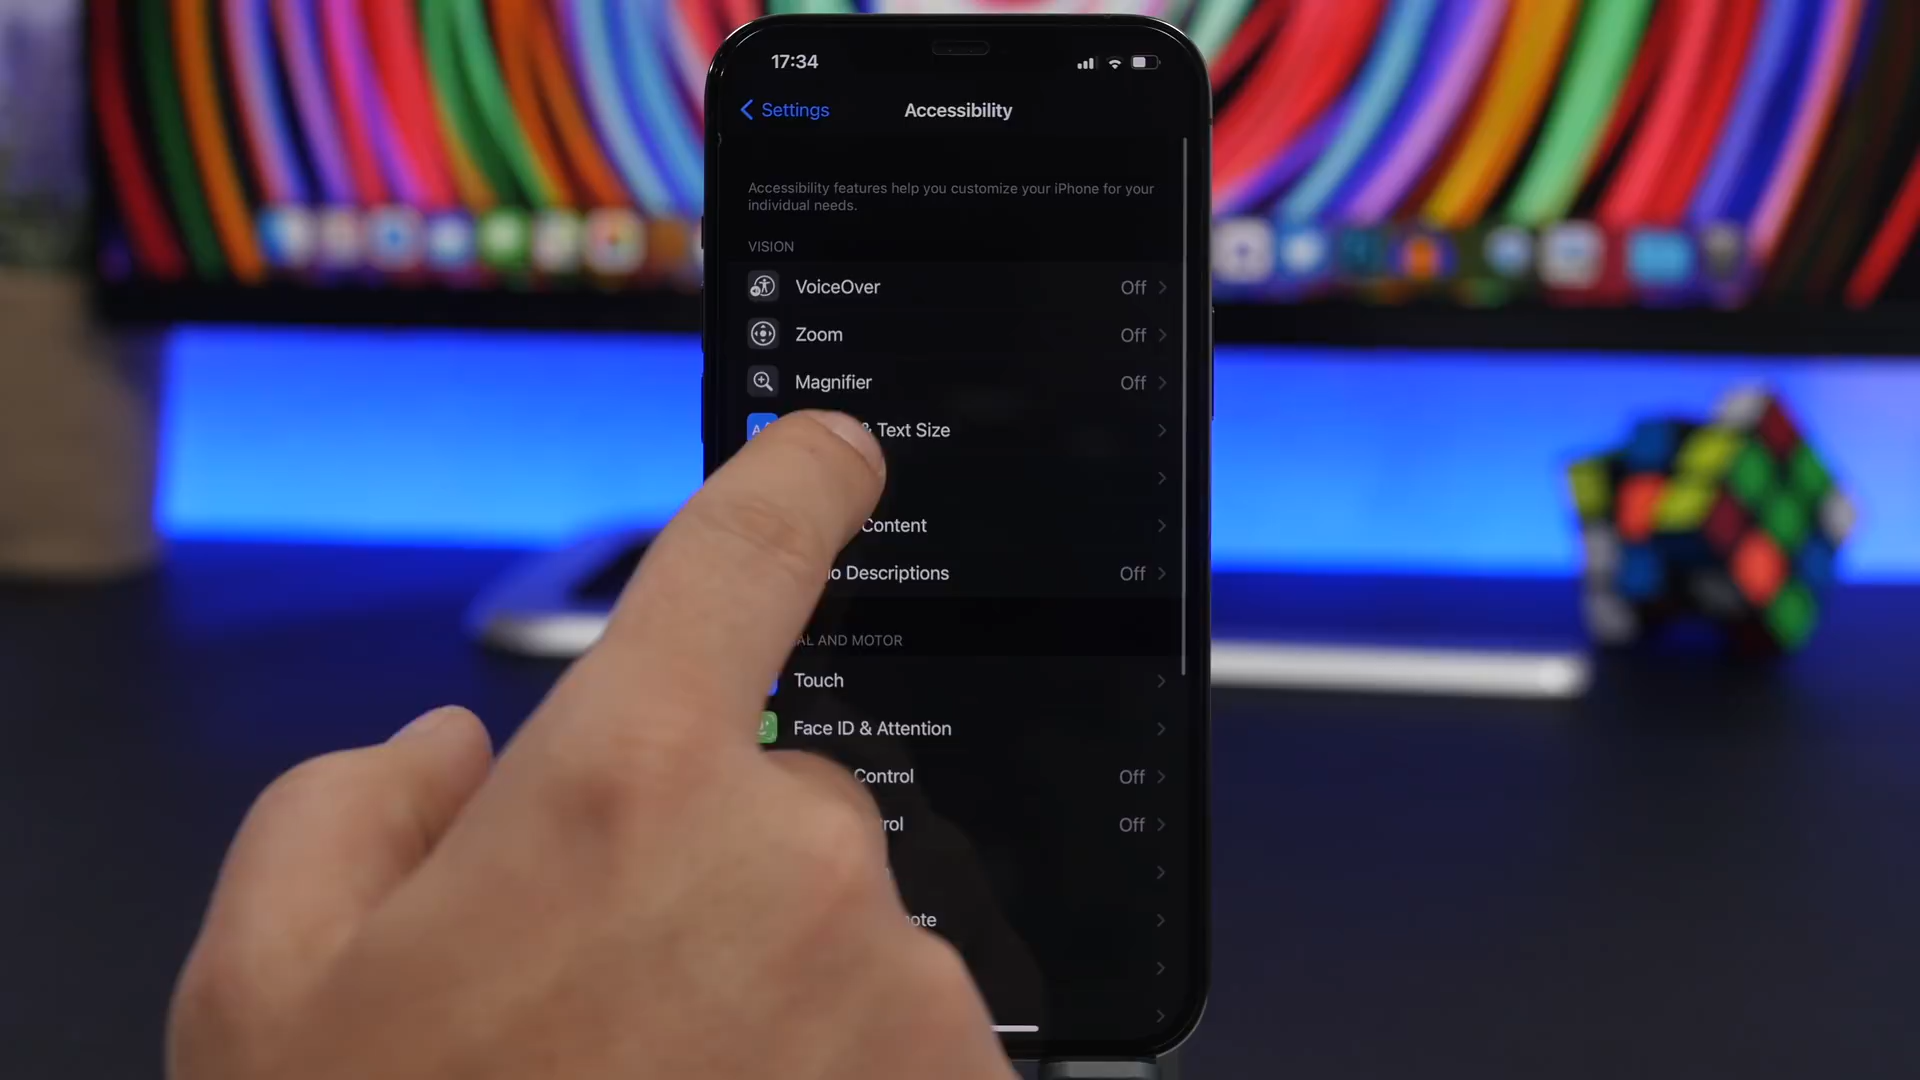 17:34
Settings
Accessibility
Accessibility features help you customize your iPhone for your
individual needs.
VISION
VoiceOver Off
Zoom Off
Magnifier Off
& Text Size
Content
Descriptions Off
AND MOTOR
Touch
Face ID & Attention
Control Off
Off